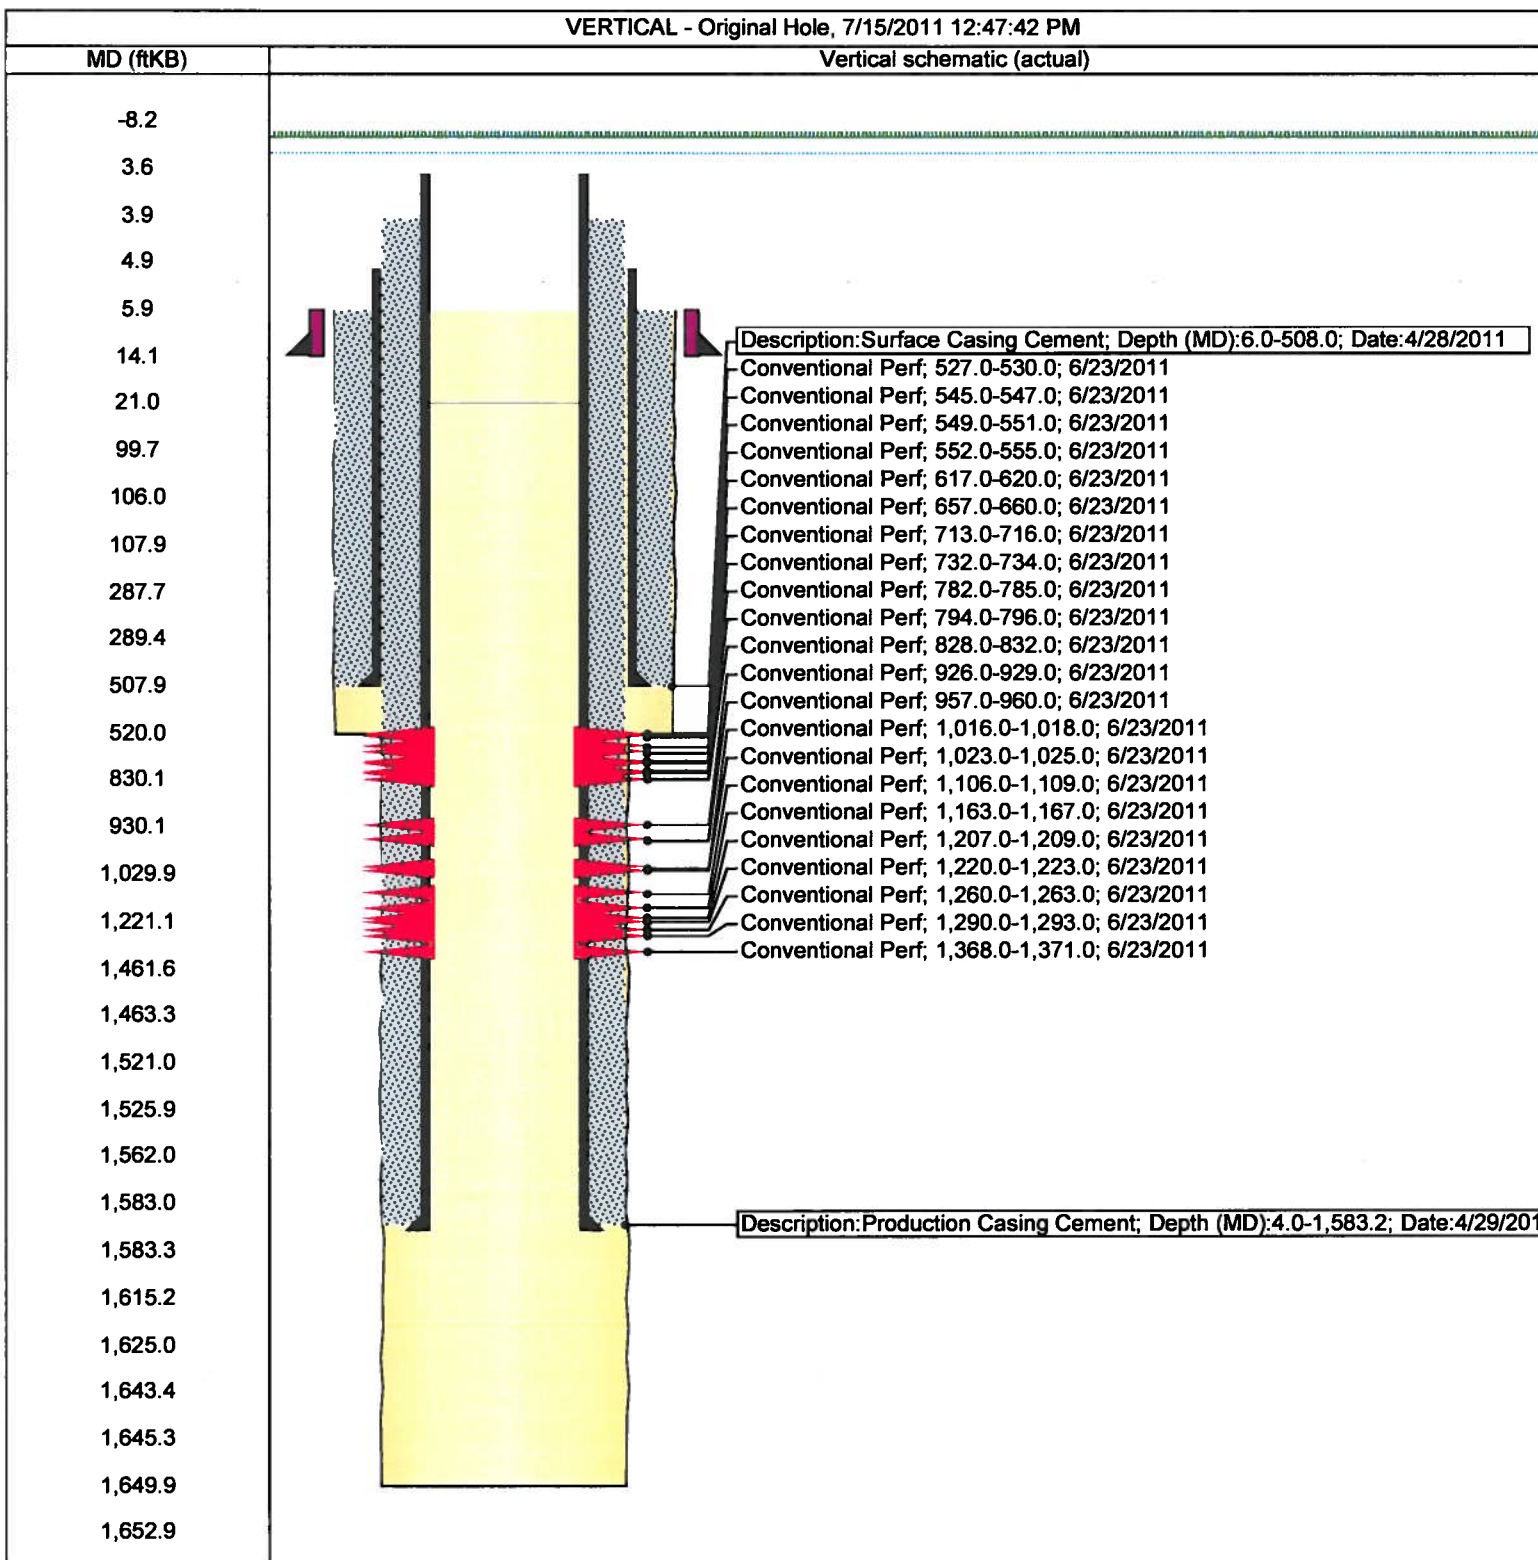 VERTICAL - Original Hole, 7/15/2011 12:47:42 PM
MD (ftKB)
Vertical schematic (actual)
-8.2
3.6
3.9
4.9
5.9
14.1
21.0
99.7
106.0
107.9
287.7
289.4
507.9
520.0
830.1
930.1
1,029.9
1,221.1
1,461.6
1,463.3
1,521.0
1,525.9
1,562.0
1,583.0
1,583.3
1,615.2
1,625.0
1,643.4
1,645.3
1,649.9
1,652.9
Description:Surface Casing Cement; Depth (MD):6.0-508.0; Date:4/28/2011
Conventional Perf; 527.0-530.0; 6/23/2011
Conventional Perf; 545.0-547.0; 6/23/2011
Conventional Perf; 549.0-551.0; 6/23/2011
Conventional Perf; 552.0-555.0; 6/23/2011
Conventional Perf; 617.0-620.0; 6/23/2011
Conventional Perf; 657.0-660.0; 6/23/2011
Conventional Perf; 713.0-716.0; 6/23/2011
Conventional Perf; 732.0-734.0; 6/23/2011
Conventional Perf; 782.0-785.0; 6/23/2011
Conventional Perf; 794.0-796.0; 6/23/2011
Conventional Perf; 828.0-832.0; 6/23/2011
Conventional Perf; 926.0-929.0; 6/23/2011
Conventional Perf; 957.0-960.0; 6/23/2011
Conventional Perf; 1,016.0-1,018.0; 6/23/2011
Conventional Perf; 1,023.0-1,025.0; 6/23/2011
Conventional Perf; 1,106.0-1,109.0; 6/23/2011
Conventional Perf; 1,163.0-1,167.0; 6/23/2011
Conventional Perf; 1,207.0-1,209.0; 6/23/2011
Conventional Perf; 1,220.0-1,223.0; 6/23/2011
Conventional Perf; 1,260.0-1,263.0; 6/23/2011
Conventional Perf; 1,290.0-1,293.0; 6/23/2011
Conventional Perf; 1,368.0-1,371.0; 6/23/2011
Description:Production Casing Cement; Depth (MD):4.0-1,583.2; Date:4/29/201